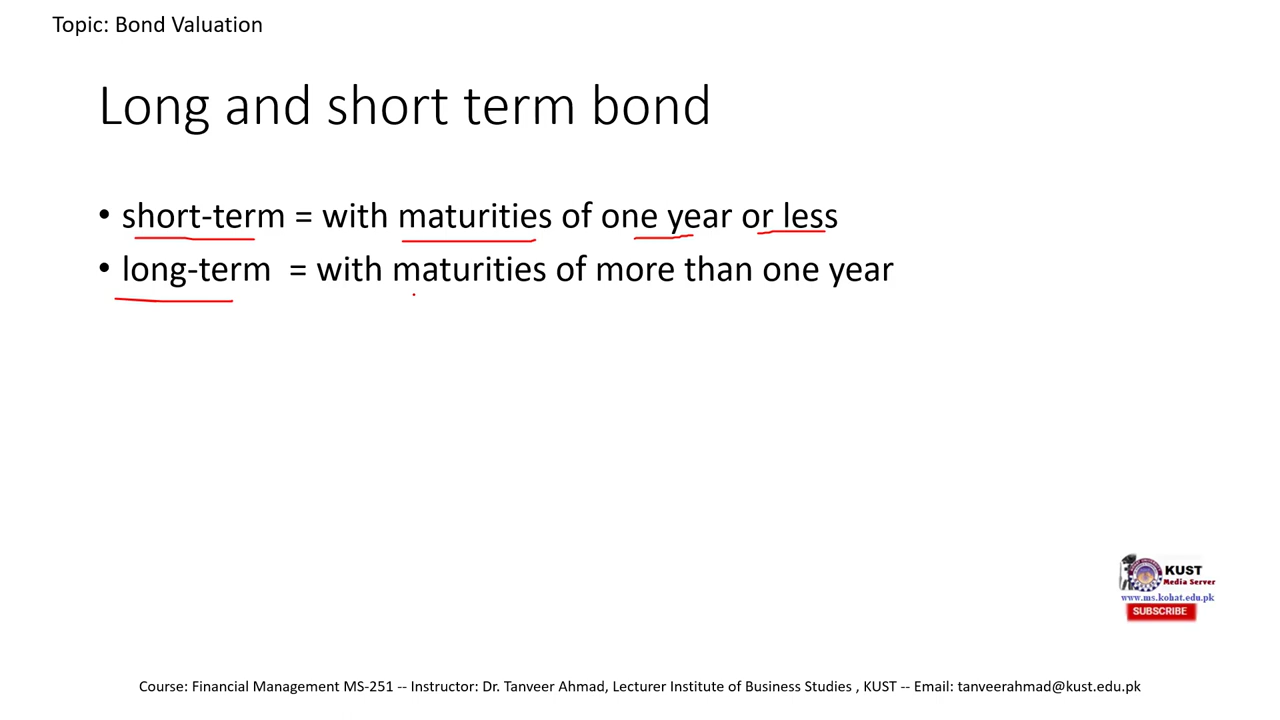 Topic: Bond Valuation
Long and short term bond
• short-term = with maturities of one year or less
• long-term = with maturities of more than one year
KUST
Media Server
www.ms.kohat.edu.pk
SUBSCRIBE
Course: Financial Management MS-251 -- Instructor: Dr. Tanveer Ahmad, Lecturer Institute of Business Studies , KUST -- Email: tanveerahmad@kust.edu.pk